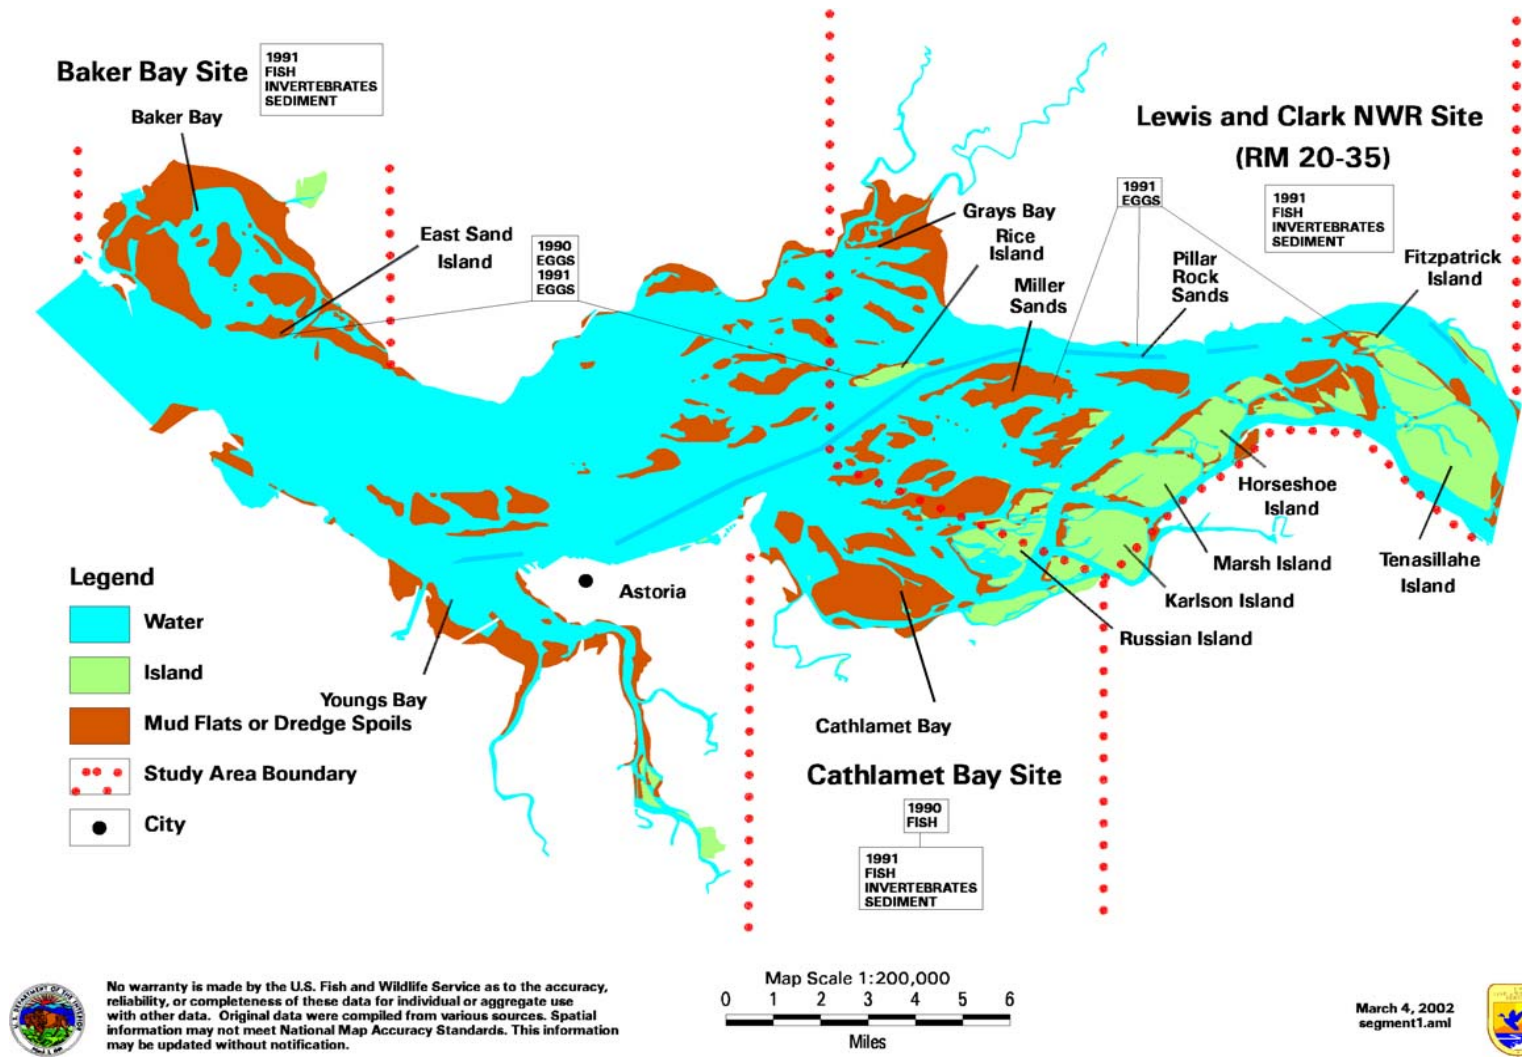 Baker Bay Site
1991
FISH
INVERTEBRATES
SEDIMENT
Baker Bay
East Sand
Island
1990
EGGS
1991
EGGS
Lewis and Clark NWR Site
(RM 20-35)
1991
EGGS
1991
FISH
INVERTEBRATES
SEDIMENT
Grays Bay
Rice
Island
Miller
Sands
Pillar
Rock
Sands
Fitzpatrick
Island
Horseshoe
Island
Marsh Island
Tenasillahe
Island
Karlson Island
Russian Island
Astoria
Youngs Bay
Cathlamet Bay
Cathlamet Bay Site
1990
FISH
1991
FISH
INVERTEBRATES
SEDIMENT
Legend
Water
Island
Mud Flats or Dredge Spoils
Study Area Boundary
City
No warranty is made by the U.S. Fish and Wildlife Service as to the accuracy,
reliability, or completeness of these data for individual or aggregate use
with other data. Original data were compiled from various sources. Spatial
information may not meet National Map Accuracy Standards. This information
may be updated without notification.
Map Scale 1:200,000
0 1 2 3 4 5 6
Miles
March 4, 2002
segment1.aml